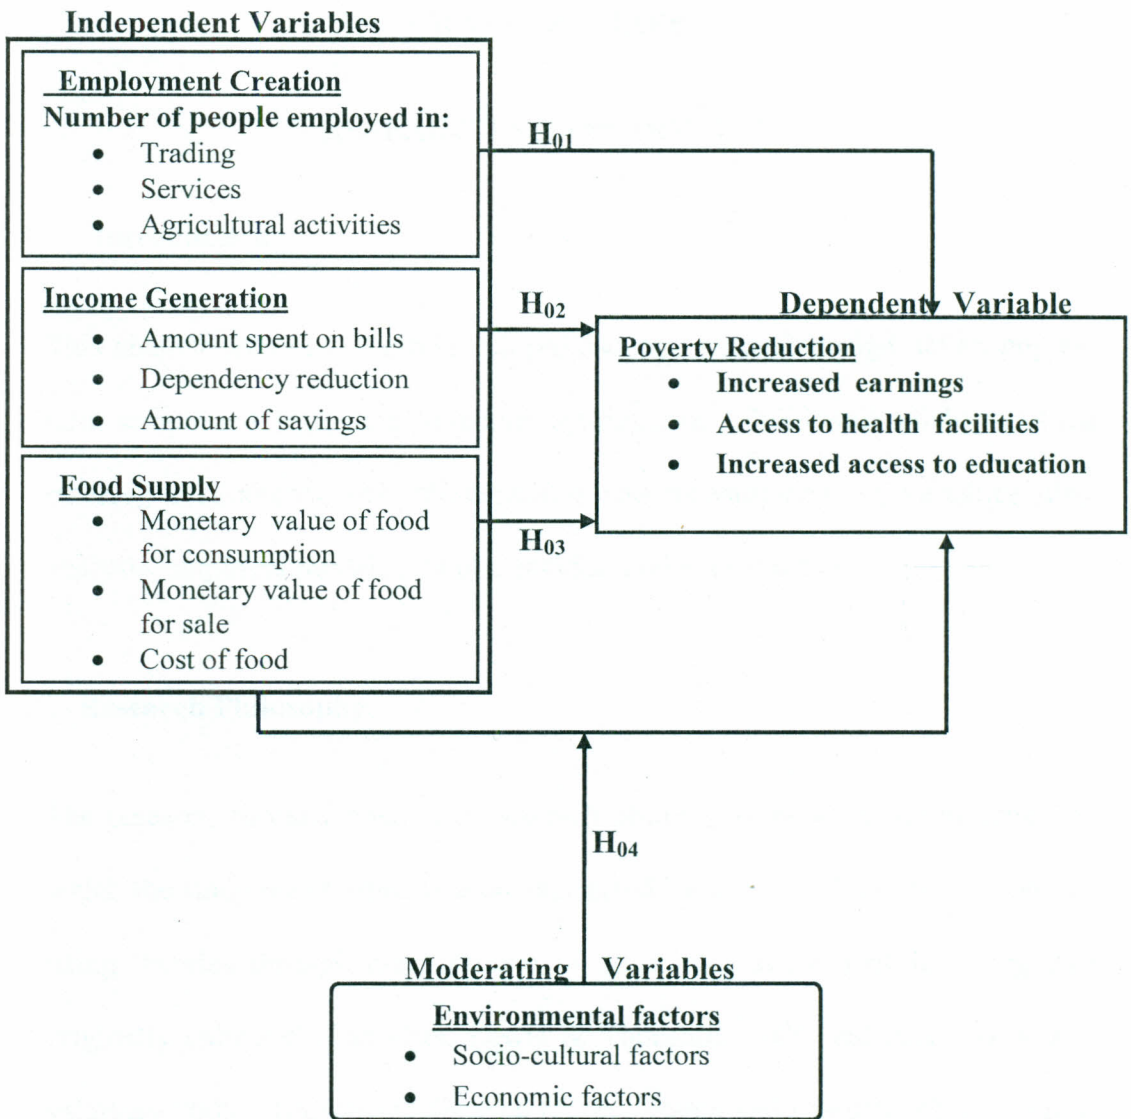 Independent Variables
Employment Creation
Number of people employed in:
• Trading
• Services
• Agricultural activities
H01
Income Generation
• Amount spent on bills
• Dependency reduction
• Amount of savings
H02
Food Supply
• Monetary value of food
for consumption
• Monetary value of food
for sale
• Cost of food
H03
Dependent Variable
Poverty Reduction
• Increased earnings
• Access to health facilities
• Increased access to education
H04
Moderating Variables
Environmental factors
• Socio-cultural factors
• Economic factors